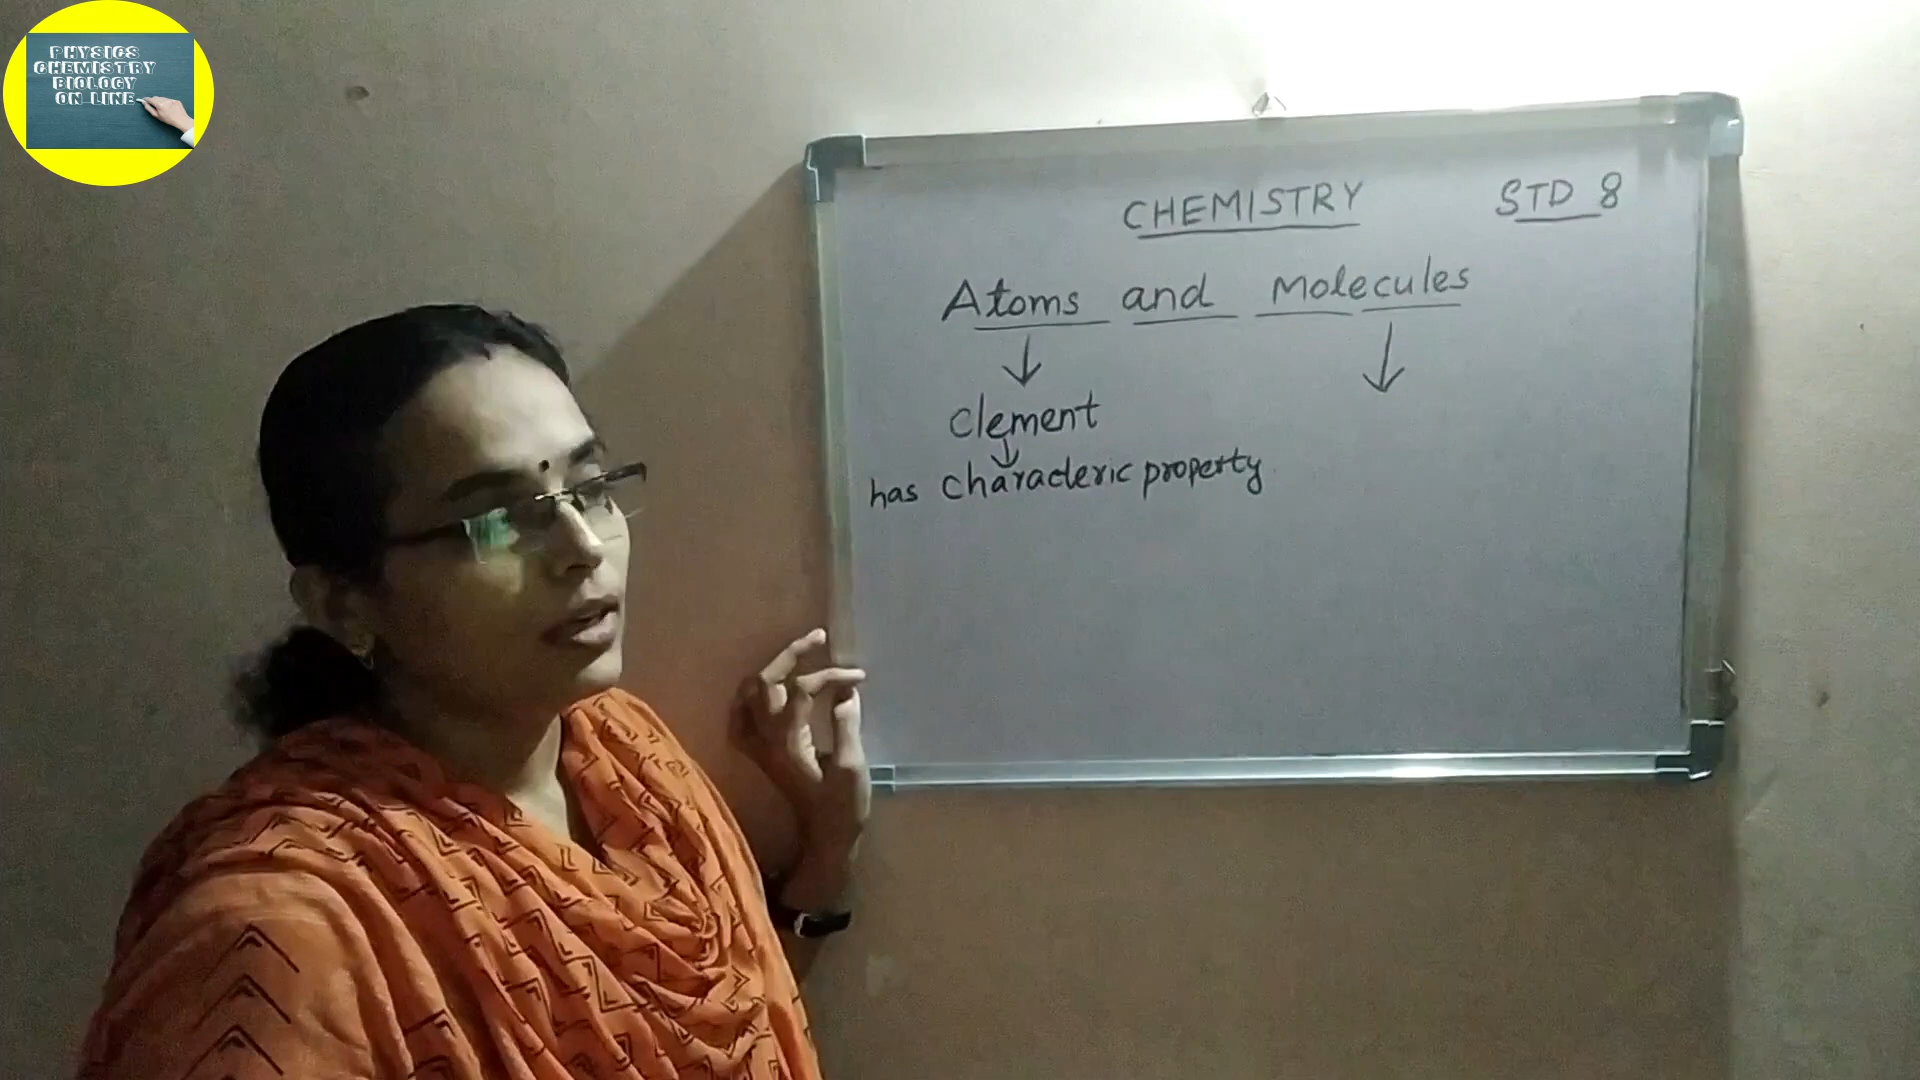 PHYSICS
CHEMISTRY
BIOLOGY
ON LINE
CHEMISTRY STD 8
Atoms and Molecules
Clement
has characleric property